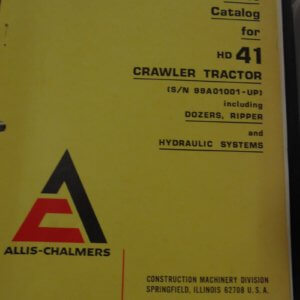 Catalog
for
HD 41
CRAWLER TRACTOR
(S/N 99A01001-UP)
including
DOZERS, RIPPER
and
HYDRAULIC SYSTEMS
ALLIS-CHALMERS
CONSTRUCTION MACHINERY DIVISION
SPRINGFIELD, ILLINOIS 62708 U.S.A.